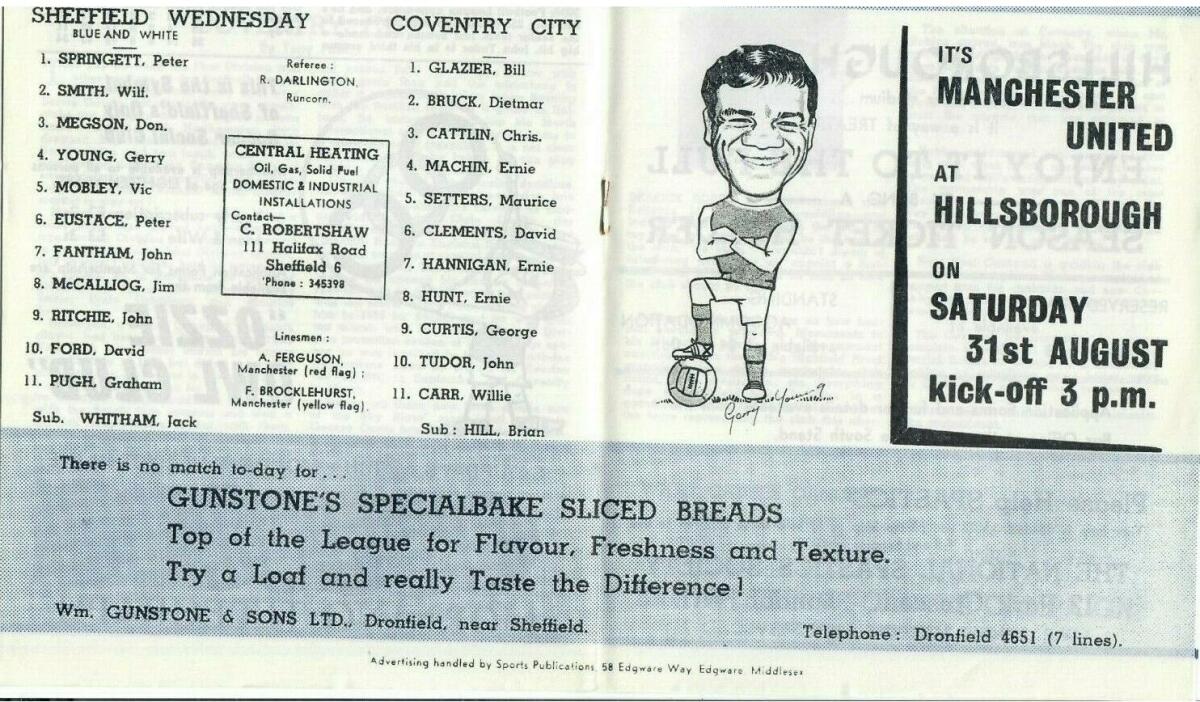 SHEFFIELD WEDNESDAY
BLUE AND WHITE
1. SPRINGETT, Peter
2. SMITH, Wilf.
3. MEGSON, Don.
4. YOUNG, Gerry
5. MOBLEY, Vic
6. EUSTACE, Peter
7. FANTHAM, John
8. McCALLIOG, Jim
9. RITCHIE, John
10. FORD, David
11. PUGH, Graham
Sub. WHITHAM, Jack
Referee :
R. DARLINGTON,
Runcorn.
CENTRAL HEATING
Oil, Gas, Solid Fuel
DOMESTIC & INDUSTRIAL
INSTALLATIONS
Contact—
C. ROBERTSHAW
111 Halifax Road
Sheffield 6
'Phone : 345398
Linesmen :
A. FERGUSON,
Manchester (red flag) ;
F. BROCKLEHURST,
Manchester (yellow flag).
COVENTRY CITY
1. GLAZIER, Bill
2. BRUCK, Dietmar
3. CATTLIN, Chris.
4. MACHIN, Ernie
5. SETTERS, Maurice
6. CLEMENTS, David
7. HANNIGAN, Ernie
8. HUNT, Ernie
9. CURTIS, George
10. TUDOR, John
11. CARR, Willie
Sub : HILL, Brian
Gerry Young
IT'S
MANCHESTER
UNITED
AT
HILLSBOROUGH
ON
SATURDAY
31st AUGUST
kick-off 3 p.m.
There is no match to-day for . . .
GUNSTONE'S SPECIALBAKE SLICED BREADS
Top of the League for Flavour, Freshness and Texture.
Try a Loaf and really Taste the Difference !
Wm. GUNSTONE & SONS LTD., Dronfield, near Sheffield.
Telephone : Dronfield 4651 (7 lines).
Advertising handled by Sports Publications, 58 Edgware Way, Edgware, Middlesex